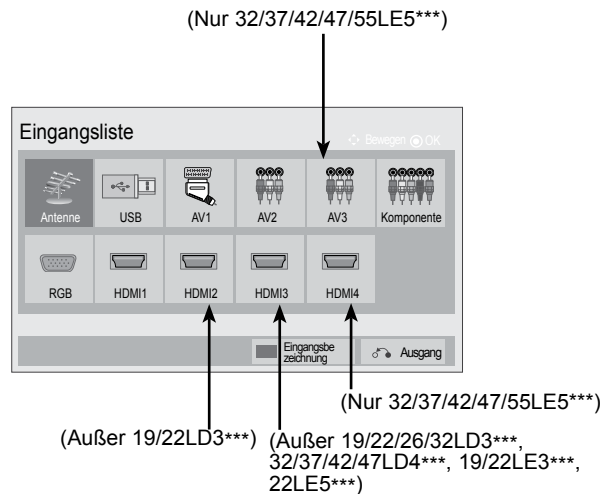 (Nur 32/37/42/47/55LE5***)
Eingangsliste
Bewegen OK
Antenne
USB
AV1
AV2
AV3
Komponente
RGB
HDMI1
HDMI2
HDMI3
HDMI4
Eingangsbe
zeichnung
Ausgang
(Nur 32/37/42/47/55LE5***)
(Außer 19/22LD3***)
(Außer 19/22/26/32LD3***,
32/37/42/47LD4***, 19/22LE3***,
22LE5***)